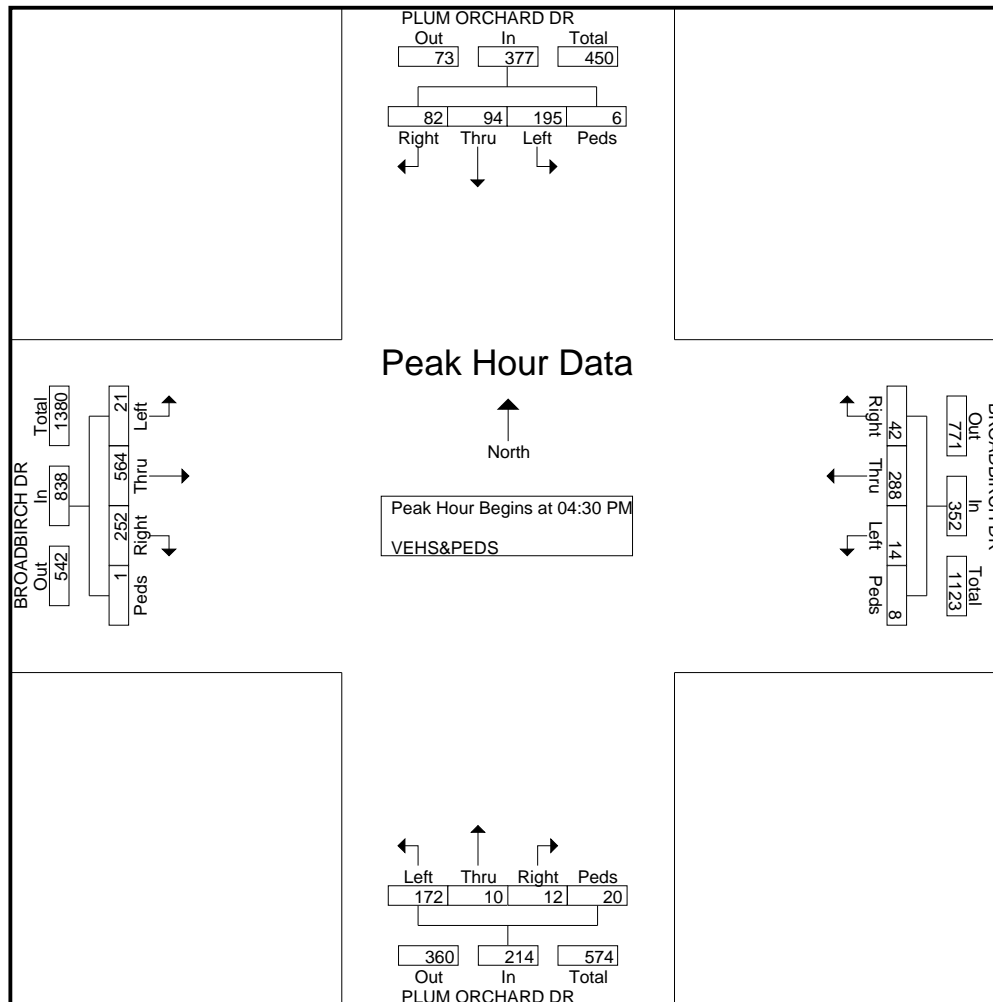 PLUM ORCHARD DR
Out In Total
73 377 450
82 94 195 6
Right Thru Left Peds
Peak Hour Data
North
Peak Hour Begins at 04:30 PM
VEHS&PEDS
BROADBIRCH DR
Out In Total
542 838 1380
21 564 252 1
Left Thru Right Peds
BROADBIRCH DR
Out In Total
771 352 1123
42 288 14 8
Right Thru Left Peds
Left Thru Right Peds
172 10 12 20
360 214 574
Out In Total
PLUM ORCHARD DR